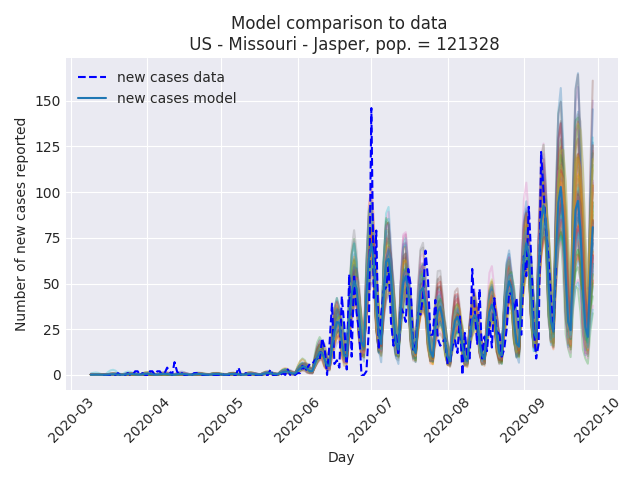 Model comparison to data
US - Missouri - Jasper, pop. = 121328
new cases data
new cases model
Number of new cases reported
150
125
100
75
50
25
0
2020-03
2020-04
2020-05
2020-06
2020-07
2020-08
2020-09
2020-10
Day